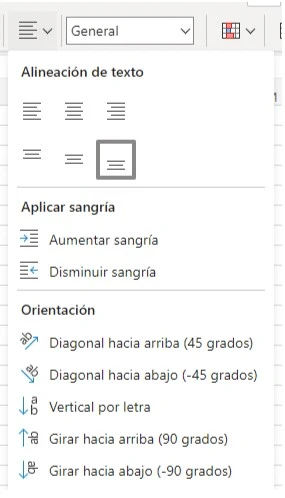 General
Alineación de texto
Aplicar sangría
Aumentar sangría
Disminuir sangría
Orientación
Diagonal hacia arriba (45 grados)
Diagonal hacia abajo (-45 grados)
Vertical por letra
Girar hacia arriba (90 grados)
Girar hacia abajo (-90 grados)